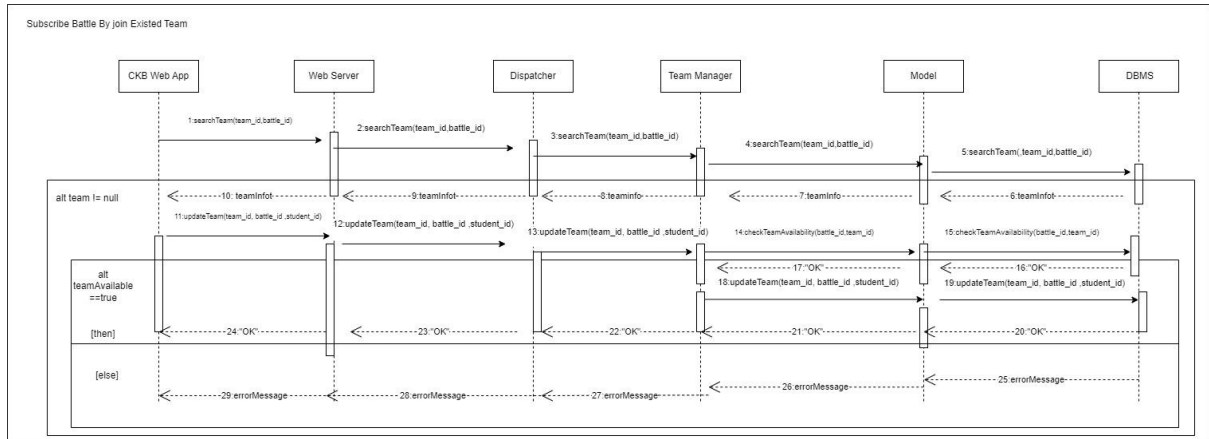 Subscribe Battle By join Existed Team
CKB Web App
Web Server
Dispatcher
Team Manager
Model
DBMS
1:searchTeam(team_id,battle_id)
2:searchTeam(team_id,battle_id)
3:searchTeam(team_id,battle_id)
4:searchTeam(team_id,battle_id)
5:searchTeam(,team_id,battle_id)
alt team != null
10: teamInfot
9:teamInfot
8:teaminfo
7:teamInfo
6:teamInfot
11:updateTeam(team_id, battle_id ,student_id)
12:updateTeam(team_id, battle_id ,student_id)
13:updateTeam(team_id, battle_id ,student_id)
14:checkTeamAvailability(battle_id,team_id)
15:checkTeamAvailability(battle_id,team_id)
alt
teamAvailable
==true
17:"OK"
16:"OK"
18:updateTeam(team_id, battle_id ,student_id)
19:updateTeam(team_id, battle_id ,student_id)
[then]
24:"OK"
23:"OK"
22:"OK"
21:"OK"
20:"OK"
[else]
25:errorMessage
26:errorMessage
27:errorMessage
28:errorMessage
29:errorMessage